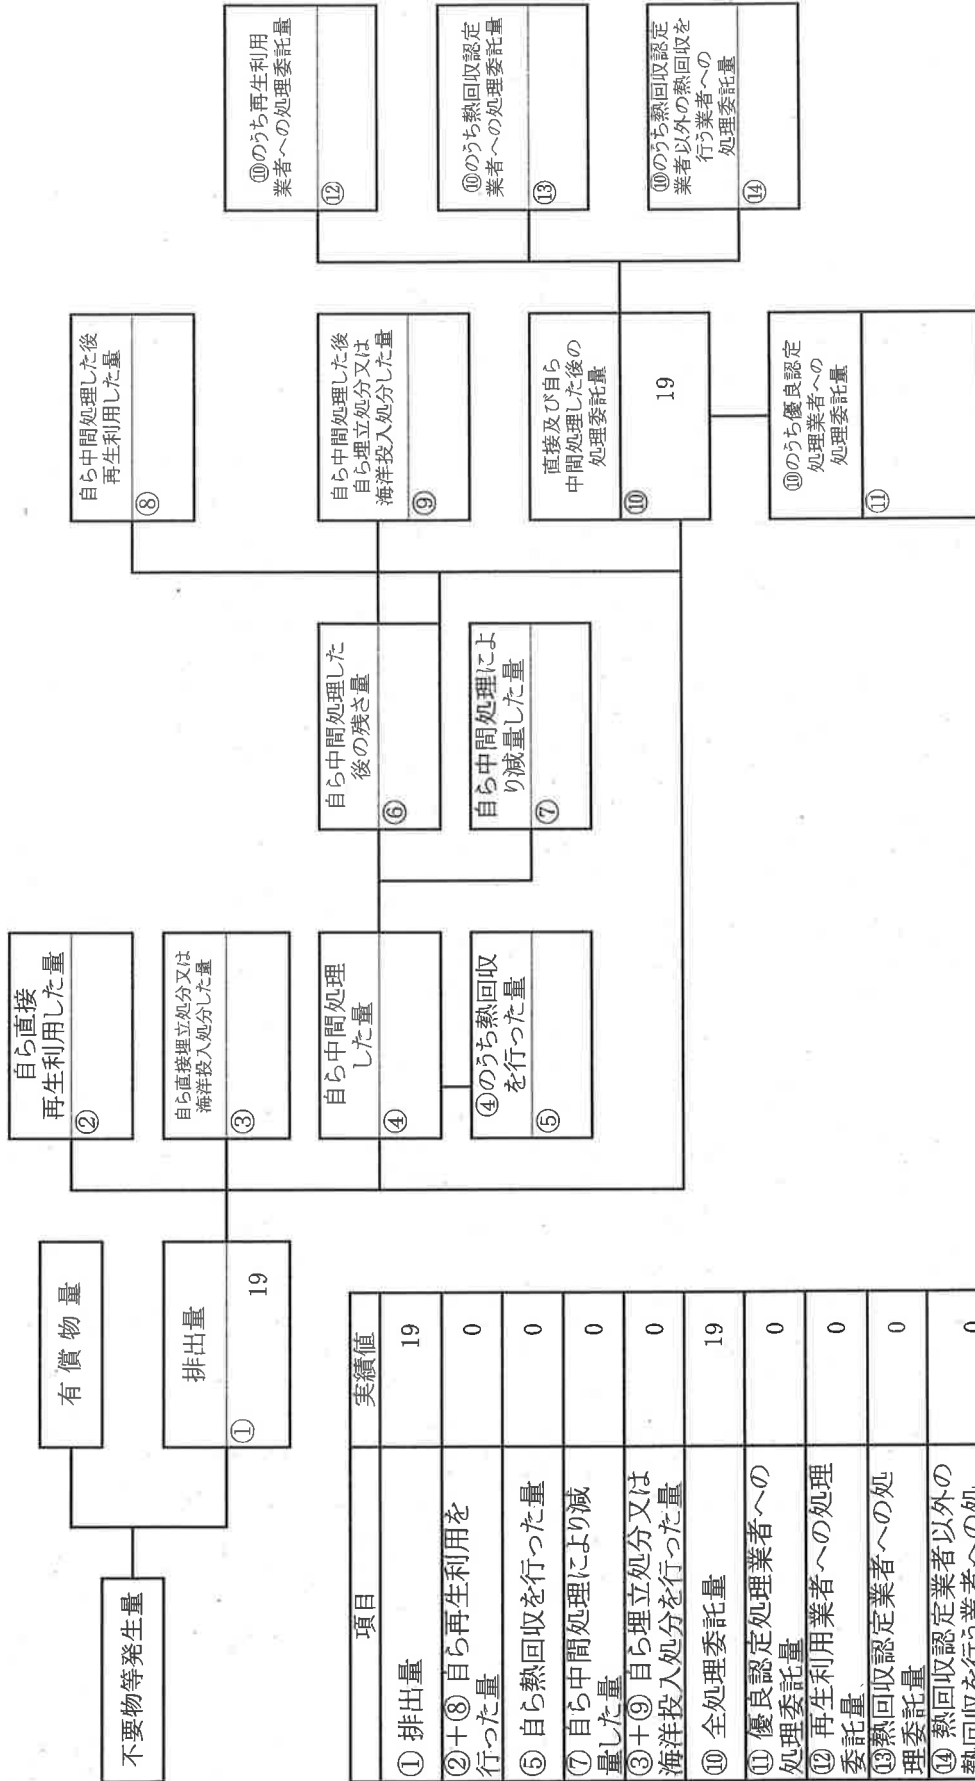 不要物等発生量
有償物量
排出量
①
19
自ら直接
再生利用した量
②
自ら直接埋立処分又は
海洋投入処分した量
③
自ら中間処理
した量
④
④のうち熱回収
を行った量
⑤
自ら中間処理した
後の残さ量
⑥
自ら中間処理によ
り減量した量
⑦
自ら中間処理した後
再生利用した量
⑧
自ら中間処理した後
自ら埋立処分又は
海洋投入処分した量
⑨
直接及び自ら
中間処理した後の
処理委託量
⑩
19
⑩のうち優良認定
処理業者への
処理委託量
⑪
⑩のうち再生利用
業者への処理委託量
⑫
⑩のうち熱回収認定
業者への処理委託量
⑬
⑩のうち熱回収認定
業者以外の熱回収を
行う業者への
処理委託量
⑭
項目 実績値
① 排出量 19
②+⑧ 自ら再生利用を
行った量 0
⑤ 自ら熱回収を行った量 0
⑦ 自ら中間処理により減
量した量 0
③+⑨ 自ら埋立処分又は
海洋投入処分を行った量 0
⑩ 全処理委託量 19
⑪ 優良認定処理業者への
処理委託量 0
⑫ 再生利用業者への処理
委託量 0
⑬熱回収認定業者への処
理委託量 0
⑭ 熱回収認定業者以外の
熱回収を行う業者への処 0